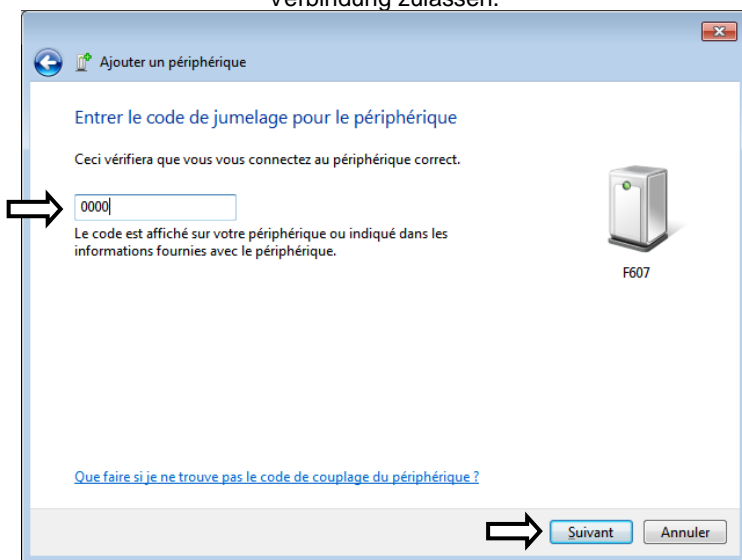 Verbindung zulassen.
Ajouter un périphérique
Entrer le code de jumelage pour le périphérique
Ceci vérifiera que vous vous connectez au périphérique correct.
0000
Le code est affiché sur votre périphérique ou indiqué dans les
informations fournies avec le périphérique.
F607
Que faire si je ne trouve pas le code de couplage du périphérique ?
Suivant
Annuler